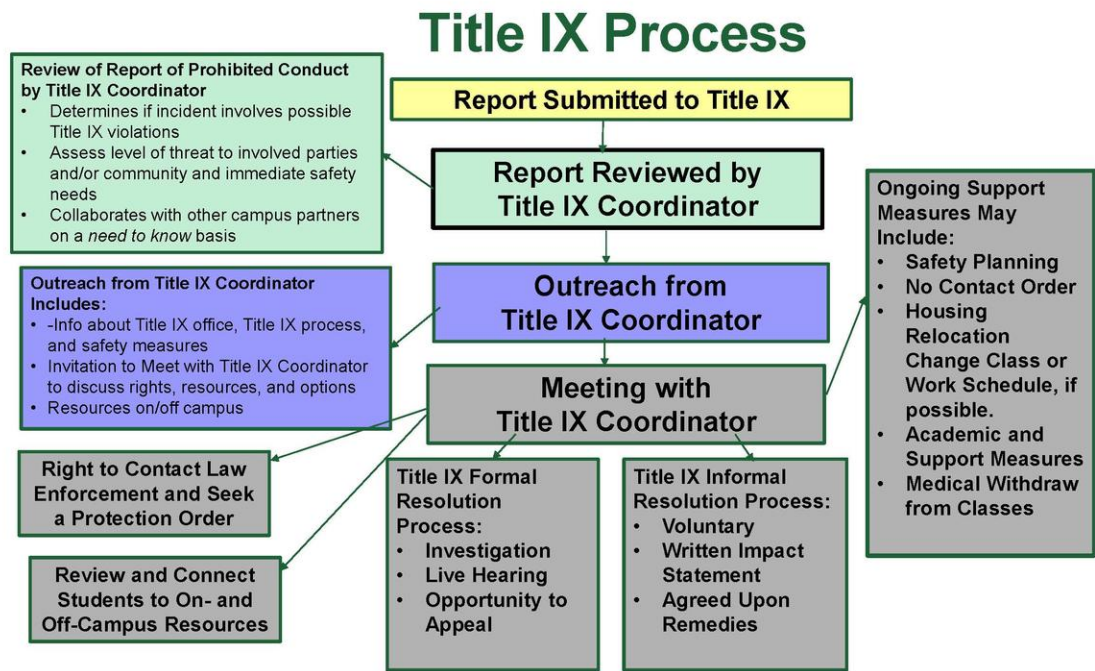 Title IX Process
Review of Report of Prohibited Conduct
by Title IX Coordinator
• Determines if incident involves possible
Title IX violations
• Assess level of threat to involved parties
and/or community and immediate safety
needs
• Collaborates with other campus partners
on a need to know basis
Report Submitted to Title IX
Report Reviewed by
Title IX Coordinator
Outreach from Title IX Coordinator
Includes:
• -Info about Title IX office, Title IX process,
and safety measures
• Invitation to Meet with Title IX Coordinator
to discuss rights, resources, and options
• Resources on/off campus
Outreach from
Title IX Coordinator
Meeting with
Title IX Coordinator
Ongoing Support
Measures May
Include:
• Safety Planning
• No Contact Order
• Housing
Relocation
Change Class or
Work Schedule, if
possible.
• Academic and
Support Measures
• Medical Withdraw
from Classes
Right to Contact Law
Enforcement and Seek
a Protection Order
Review and Connect
Students to On- and
Off-Campus Resources
Title IX Formal
Resolution
Process:
• Investigation
• Live Hearing
• Opportunity to
Appeal
Title IX Informal
Resolution Process:
• Voluntary
• Written Impact
Statement
• Agreed Upon
Remedies